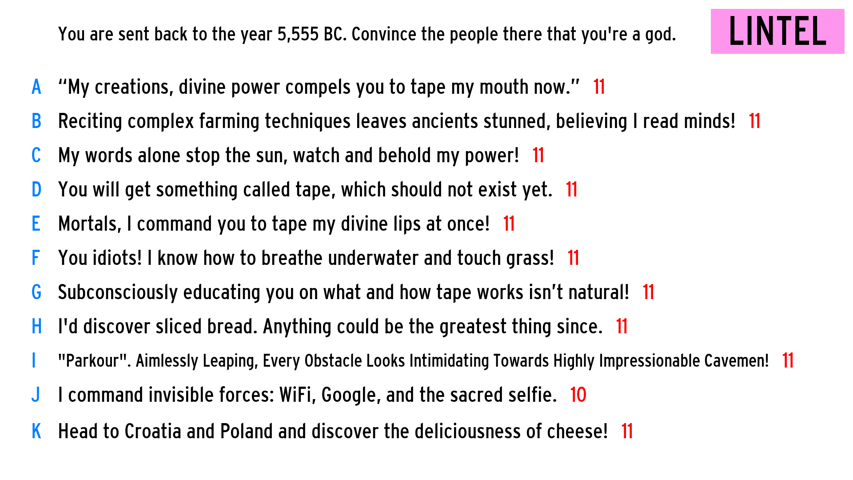 You are sent back to the year 5,555 BC. Convince the people there that you're a god.
LINTEL
A “My creations, divine power compels you to tape my mouth now.” 11
B Reciting complex farming techniques leaves ancients stunned, believing I read minds! 11
C My words alone stop the sun, watch and behold my power! 11
D You will get something called tape, which should not exist yet. 11
E Mortals, I command you to tape my divine lips at once! 11
F You idiots! I know how to breathe underwater and touch grass! 11
G Subconsciously educating you on what and how tape works isn’t natural! 11
H I'd discover sliced bread. Anything could be the greatest thing since. 11
I "Parkour". Aimlessly Leaping, Every Obstacle Looks Intimidating Towards Highly Impressionable Cavemen! 11
J I command invisible forces: WiFi, Google, and the sacred selfie. 10
K Head to Croatia and Poland and discover the deliciousness of cheese! 11